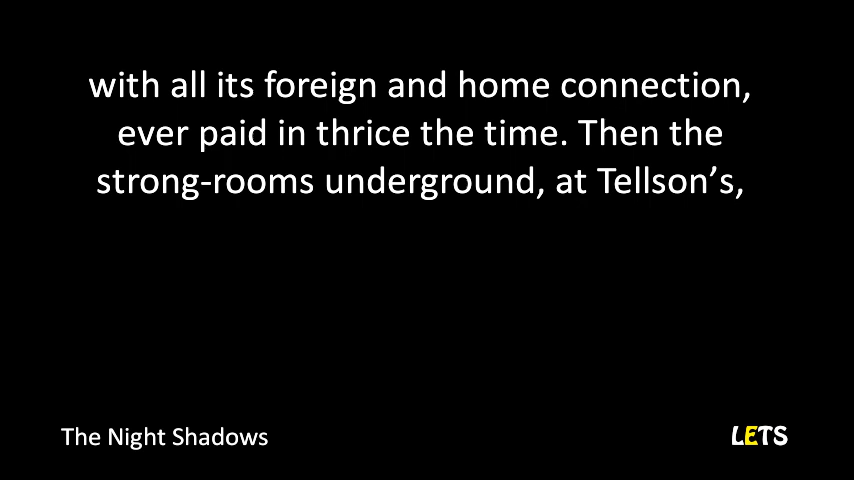 with all its foreign and home connection,
ever paid in thrice the time. Then the
strong-rooms underground, at Tellson’s,
The Night Shadows
LETS